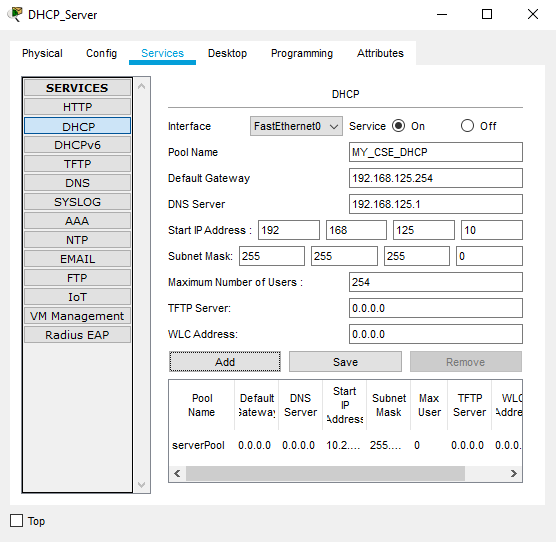 DHCP_Server
Physical Config Services Desktop Programming Attributes
SERVICES
HTTP
DHCP
DHCPv6
TFTP
DNS
SYSLOG
AAA
NTP
EMAIL
FTP
IoT
VM Management
Radius EAP
DHCP
Interface FastEthernet0 Service On Off
Pool Name MY_CSE_DHCP
Default Gateway 192.168.125.254
DNS Server 192.168.125.1
Start IP Address : 192 168 125 10
Subnet Mask: 255 255 255 0
Maximum Number of Users : 254
TFTP Server: 0.0.0.0
WLC Address: 0.0.0.0
Add Save Remove
Pool Name Default Gateway DNS Server Start IP Address Subnet Mask Max User TFTP Server WLC Addre
serverPool 0.0.0.0 0.0.0.0 10.2.... 255.... 0 0.0.0.0 0.0.0.
Top